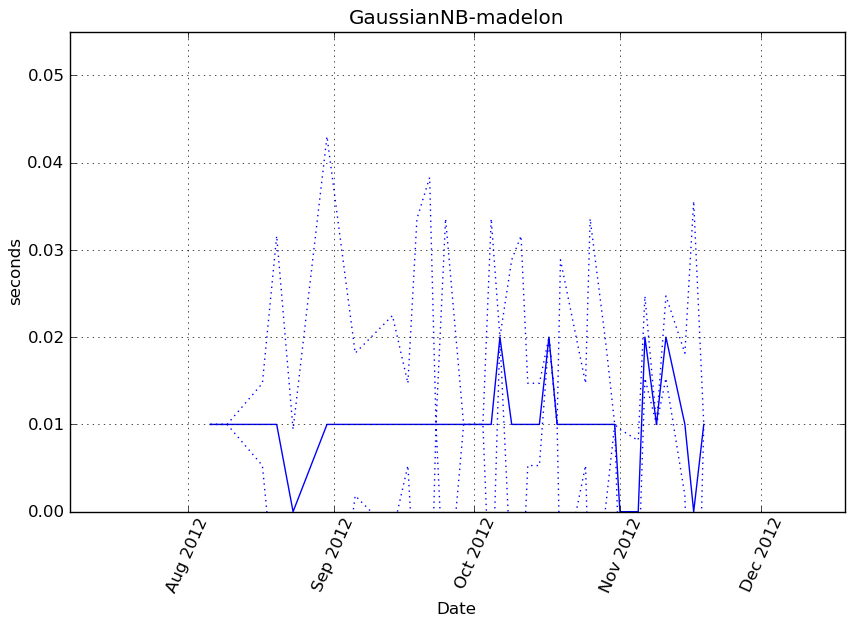 GaussianNB-madelon
0.05
0.04
0.03
0.02
0.01
0.00
seconds
Aug 2012
Sep 2012
Oct 2012
Nov 2012
Dec 2012
Date